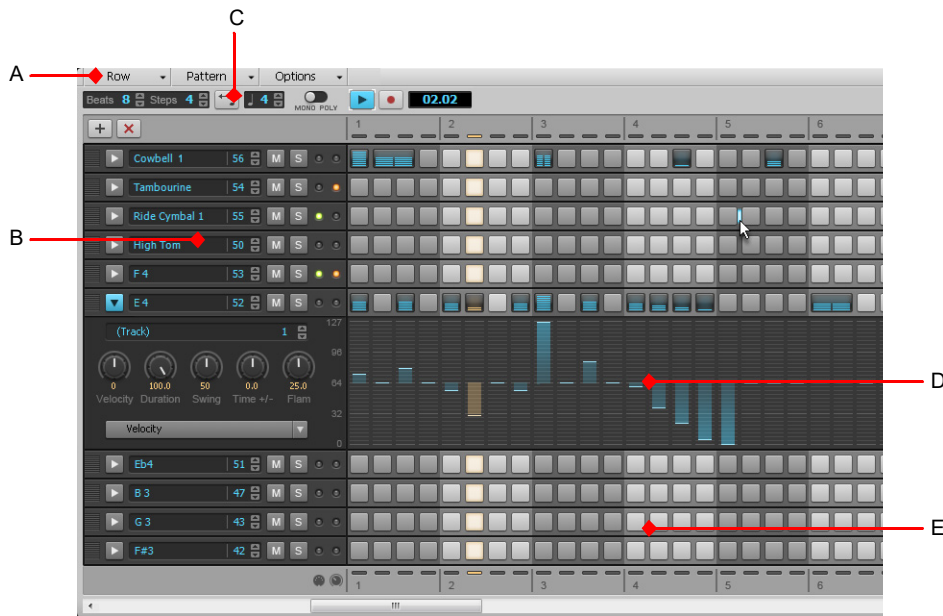 C
A
Row Pattern Options
Beats 8 Steps 4 4 MONO POLY 02.02
1 2 3 4 5 6
Cowbell 1 56 M S
Tambourine 54 M S
Ride Cymbal 1 55 M S
B
High Tom 50 M S
F 4 53 M S
E 4 52 M S
(Track) 1 127
96
D
64
0 100.0 50 0.0 25.0
Velocity Duration Swing Time +/- Flam
32
Velocity
0
Eb4 51 M S
B 3 47 M S
G 3 43 M S
E
F#3 42 M S
1 2 3 4 5 6